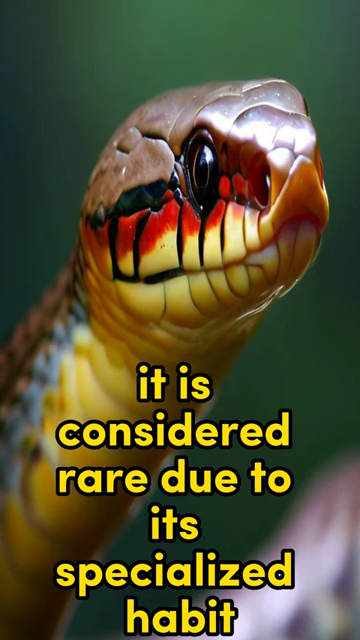 it is
considered
rare due to
its
specialized
habit